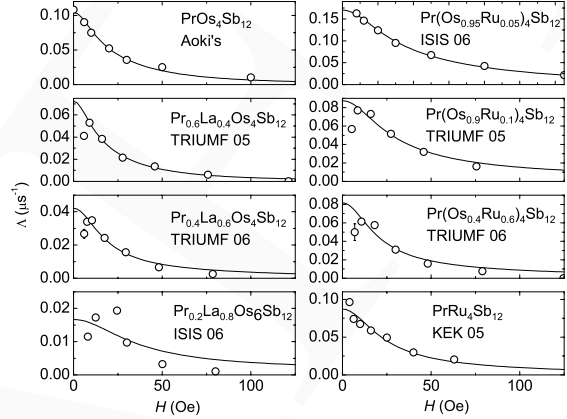 0.10
0.05
0.00
PrOs4Sb12
Aoki's
0.15
0.10
0.05
0.00
Pr(Os0.95Ru0.05)4Sb12
ISIS 06
0.06
0.04
0.02
0.00
Pr0.6La0.4Os4Sb12
TRIUMF 05
0.08
0.06
0.04
0.02
0.00
Pr(Os0.9Ru0.1)4Sb12
TRIUMF 05
Λ (μs-1)
0.04
0.02
0.00
Pr0.4La0.6Os4Sb12
TRIUMF 06
0.08
0.06
0.04
0.02
0.00
Pr(Os0.4Ru0.6)4Sb12
TRIUMF 06
0.02
0.01
0.00
Pr0.2La0.8Os6Sb12
ISIS 06
0.10
0.05
0.00
PrRu4Sb12
KEK 05
0 50 100
0 50 100
H (Oe)
H (Oe)